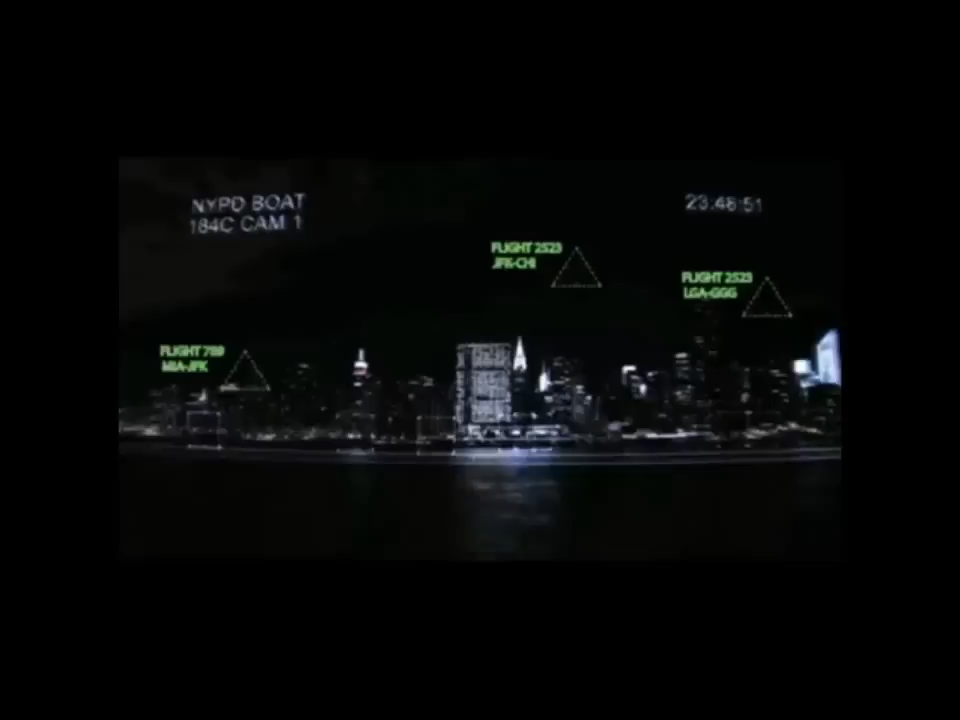 NYPD BOAT
184C CAM 1
23:48:51
FLIGHT 2523
JFK-CHI
FLIGHT 2523
LGA-GGG
FLIGHT 789
MIA-JFK